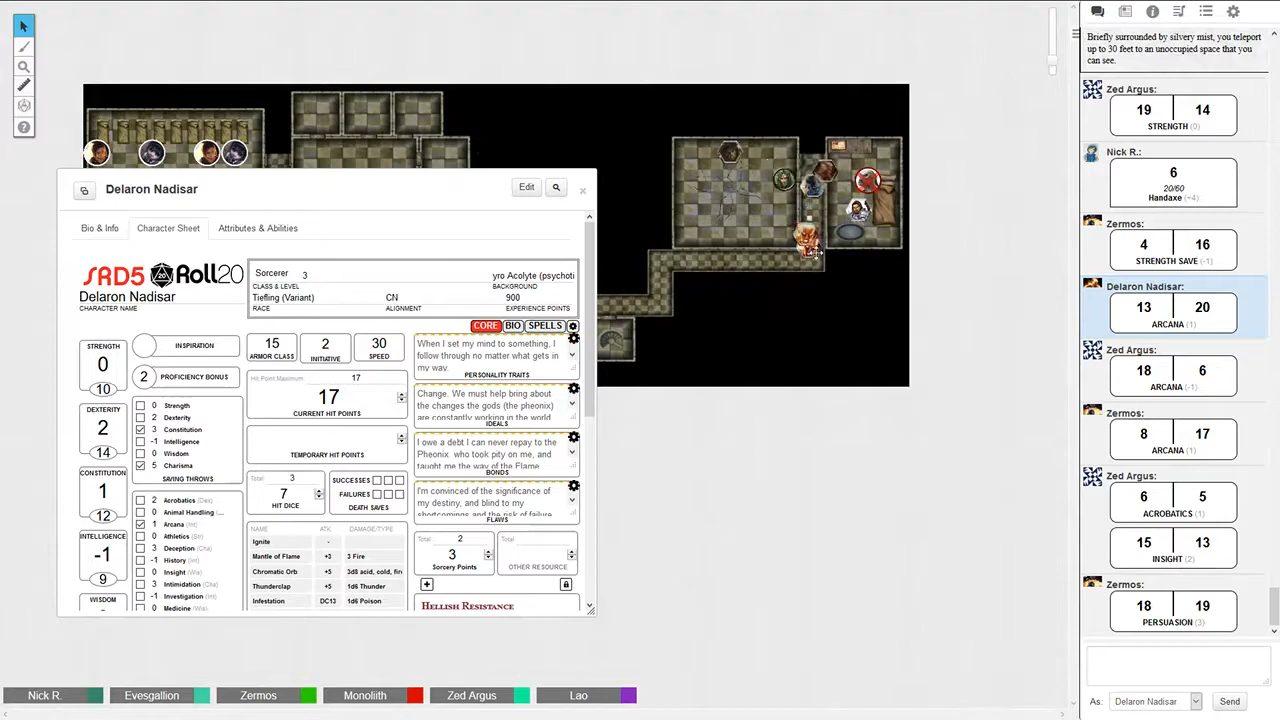 Briefly surrounded by silvery mist, you teleport
up to 30 feet to an unoccupied space that you
can see.
Zed Argus:
19 14
STRENGTH (0)
Nick R.:
6
20/60
Handaxe (+4)
Zermos:
4 16
STRENGTH SAVE (-1)
Delaron Nadisar:
13 20
ARCANA (1)
Zed Argus:
18 6
ARCANA (-1)
Zermos:
8 17
ARCANA (1)
Zed Argus:
6 5
ACROBATICS (1)
15 13
INSIGHT (2)
Zermos:
18 19
PERSUASION (3)
As: Delaron Nadisar Send
Delaron Nadisar Edit
Bio & Info Character Sheet Attributes & Abilities
SRD5 Roll20
Delaron Nadisar
CHARACTER NAME
Sorcerer 3 yro Acolyte (psychoti
CLASS & LEVEL BACKGROUND
Tiefling (Variant) CN 900
RACE ALIGNMENT EXPERIENCE POINTS
CORE BIO SPELLS
STRENGTH
0
10
DEXTERITY
2
14
CONSTITUTION
1
12
INTELLIGENCE
-1
9
WISDOM
INSPIRATION
2 PROFICIENCY BONUS
0 Strength
2 Dexterity
3 Constitution
-1 Intelligence
0 Wisdom
5 Charisma
SAVING THROWS
2 Acrobatics (Dex)
0 Animal Handling (...
1 Arcana (Int)
0 Athletics (Str)
3 Deception (Cha)
-1 History (Int)
0 Insight (Wis)
3 Intimidation (Cha)
-1 Investigation (Int)
0 Medicine (Wis)
15 2 30
ARMOR CLASS INITIATIVE SPEED
Hit Point Maximum: 17
17
CURRENT HIT POINTS
TEMPORARY HIT POINTS
Total 3
7
HIT DICE
SUCCESSES
FAILURES
DEATH SAVES
NAME ATK DAMAGE/TYPE
Ignite -
Mantle of Flame +3 3 Fire
Chromatic Orb +5 3d8 acid, cold, fir
Thunderclap +5 1d6 Thunder
Infestation DC13 1d6 Poison
When I set my mind to something, I
follow through no matter what gets in
my way.
PERSONALITY TRAITS
Change. We must help bring about
the changes the gods (the pheonix)
are constantly working in the world
IDEALS
I owe a debt I can never repay to the
Pheonix who took pity on me, and
taught me the way of the Flame
BONDS
I'm convinced of the significance of
my destiny, and blind to my
shortcomings and the risk of failure
FLAWS
Total 2
3
Sorcery Points
Total
OTHER RESOURCE
HELLISH RESISTANCE
Nick R. Evesgallion Zermos Monolith Zed Argus Lao